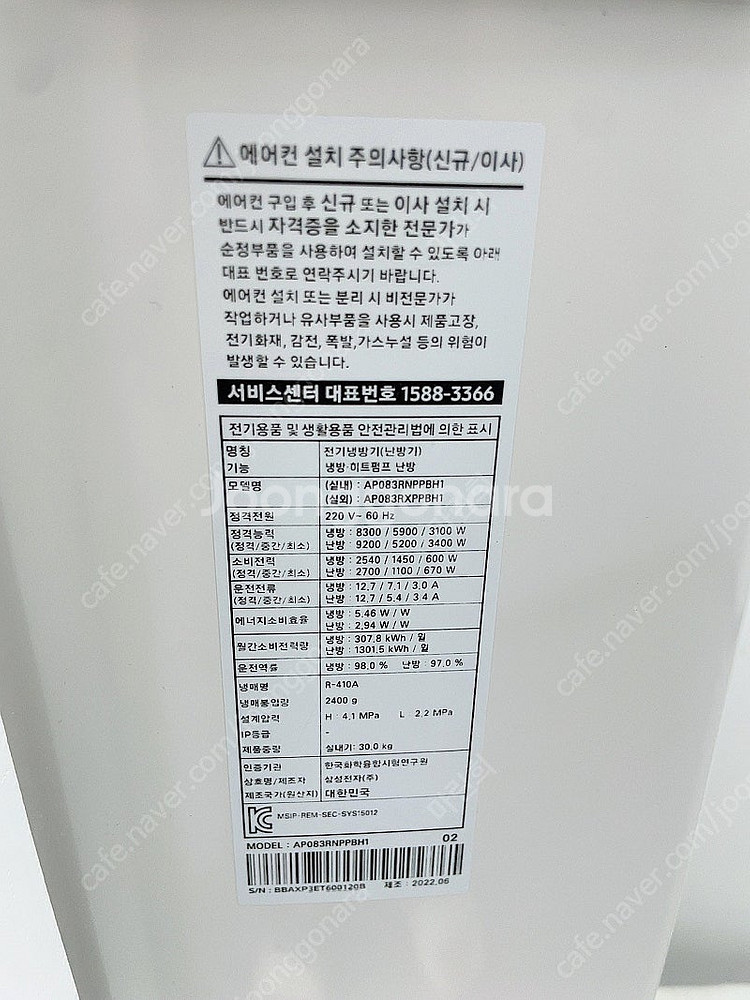 ⚠ 에어컨 설치 주의사항(신규/이사)
에어컨 구입 후 신규 또는 이사 설치 시
반드시 자격증을 소지한 전문가가
순정부품을 사용하여 설치할 수 있도록 아래
대표 번호로 연락주시기 바랍니다.
에어컨 설치 또는 분리 시 비전문가가
작업하거나 유사부품을 사용시 제품고장,
전기화재, 감전, 폭발,가스누설 등의 위험이
발생할 수 있습니다.
서비스센터 대표번호 1588-3366
전기용품 및 생활용품 안전관리법에 의한 표시
명칭 전기냉방기(난방기)
기능 냉방·히트펌프 난방
모델명 (실내) : AP083RNPPBH1
(실외) : AP083RXPPBH1
정격전원 220 V~ 60 Hz
정격능력 냉방 : 8300 / 5900 / 3100 W
(정격/중간/최소) 난방 : 9200 / 5200 / 3400 W
소비전력 냉방 : 2540 / 1450 / 600 W
(정격/중간/최소) 난방 : 2700 / 1100 / 670 W
운전전류 냉방 : 12.7 / 7.1 / 3.0 A
(정격/중간/최소) 난방 : 12.7 / 5.4 / 3.4 A
에너지소비효율 냉방 : 5.46 W / W
난방 : 2.94 W / W
월간소비전력량 냉방 : 307.8 kWh / 월
난방 : 1301.5 kWh / 월
운전역률 냉방 : 98.0 % 난방 : 97.0 %
냉매명 R-410A
냉매봉입량 2400 g
설계압력 H : 4.1 MPa L : 2.2 MPa
IP등급 -
제품중량 실내기: 30.0 kg
인증기관 한국화학융합시험연구원
상호명/제조자 삼성전자(주)
제조국가(원산지) 대한민국
MSIP-REM-SEC-SYS15012
MODEL : AP083RNPPBH1 02
S/N : BBAXP3ET600120B 제조 : 2022.06
Joonggonara
cafe.naver.com/joonggonara